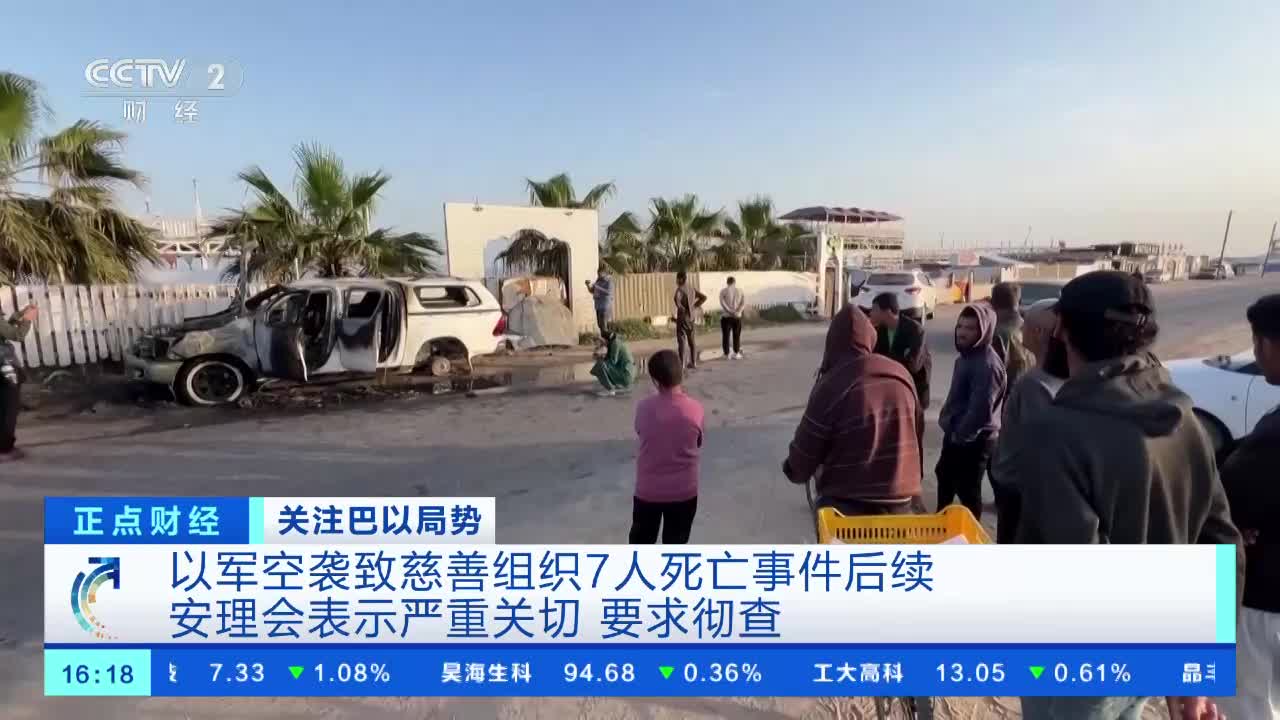 CCTV 2
财 经
正点财经
关注巴以局势
以军空袭致慈善组织7人死亡事件后续
安理会表示严重关切 要求彻查
16:18 7.33 ▼1.08% 昊海生科 94.68 ▼0.36% 工大高科 13.05 ▼0.61%